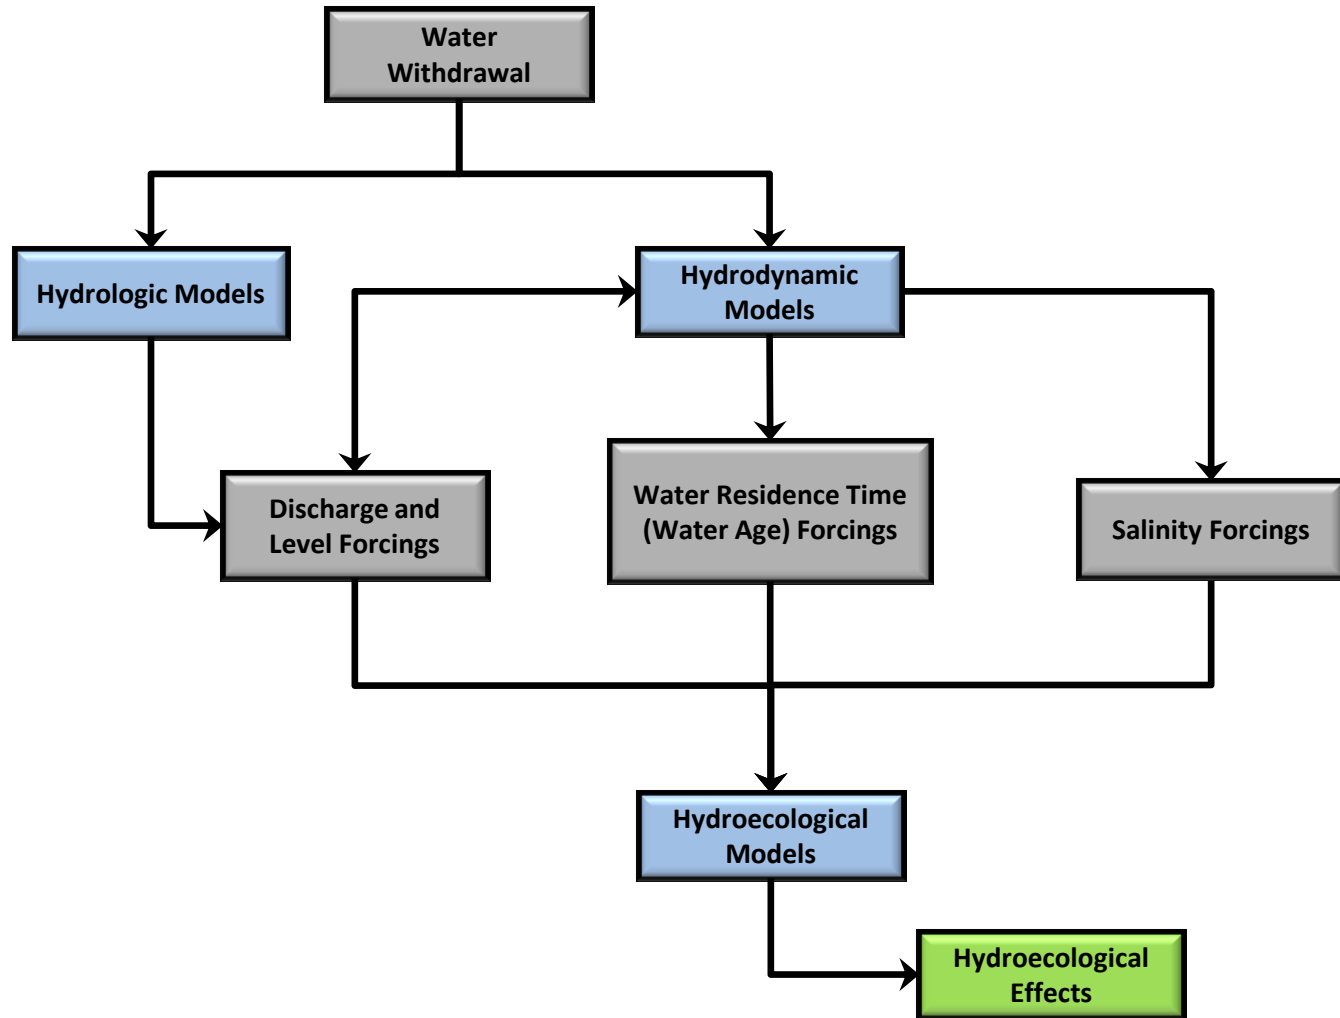 Water
Withdrawal
Hydrologic Models
Hydrodynamic
Models
Discharge and
Level Forcings
Water Residence Time
(Water Age) Forcings
Salinity Forcings
Hydroecological
Models
Hydroecological
Effects